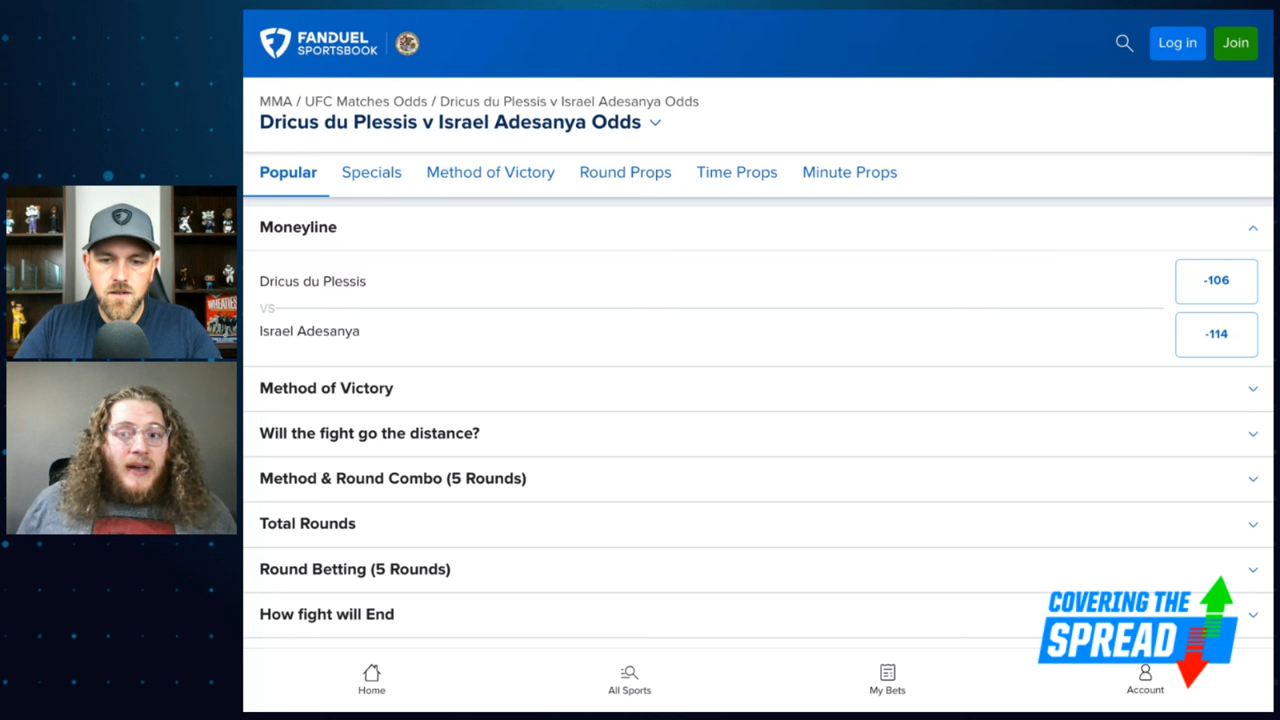 FANDUEL
SPORTSBOOK
Log in
Join
MMA / UFC Matches Odds / Dricus du Plessis v Israel Adesanya Odds
Dricus du Plessis v Israel Adesanya Odds
Popular Specials Method of Victory Round Props Time Props Minute Props
Moneyline
Dricus du Plessis
-106
VS
Israel Adesanya
-114
Method of Victory
Will the fight go the distance?
Method & Round Combo (5 Rounds)
Total Rounds
Round Betting (5 Rounds)
How fight will End
COVERING THE
SPREAD
Home
All Sports
My Bets
Account
WHEATIES